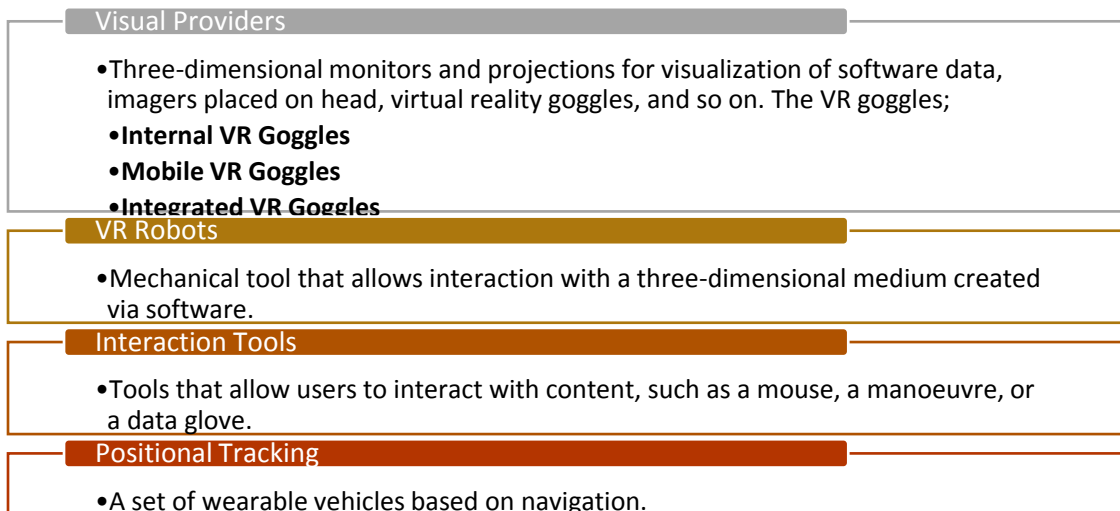 Visual Providers
•Three-dimensional monitors and projections for visualization of software data,
imagers placed on head, virtual reality goggles, and so on. The VR goggles;
•Internal VR Goggles
•Mobile VR Goggles
•Integrated VR Goggles
VR Robots
•Mechanical tool that allows interaction with a three-dimensional medium created
via software.
Interaction Tools
•Tools that allow users to interact with content, such as a mouse, a manoeuvre, or
a data glove.
Positional Tracking
•A set of wearable vehicles based on navigation.